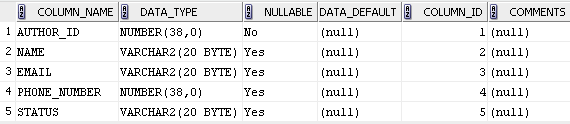 COLUMN_NAME DATA_TYPE NULLABLE DATA_DEFAULT COLUMN_ID COMMENTS
1 AUTHOR_ID NUMBER(38,0) No (null) 1 (null)
2 NAME VARCHAR2(20 BYTE) Yes (null) 2 (null)
3 EMAIL VARCHAR2(20 BYTE) Yes (null) 3 (null)
4 PHONE_NUMBER NUMBER(38,0) Yes (null) 4 (null)
5 STATUS VARCHAR2(20 BYTE) Yes (null) 5 (null)